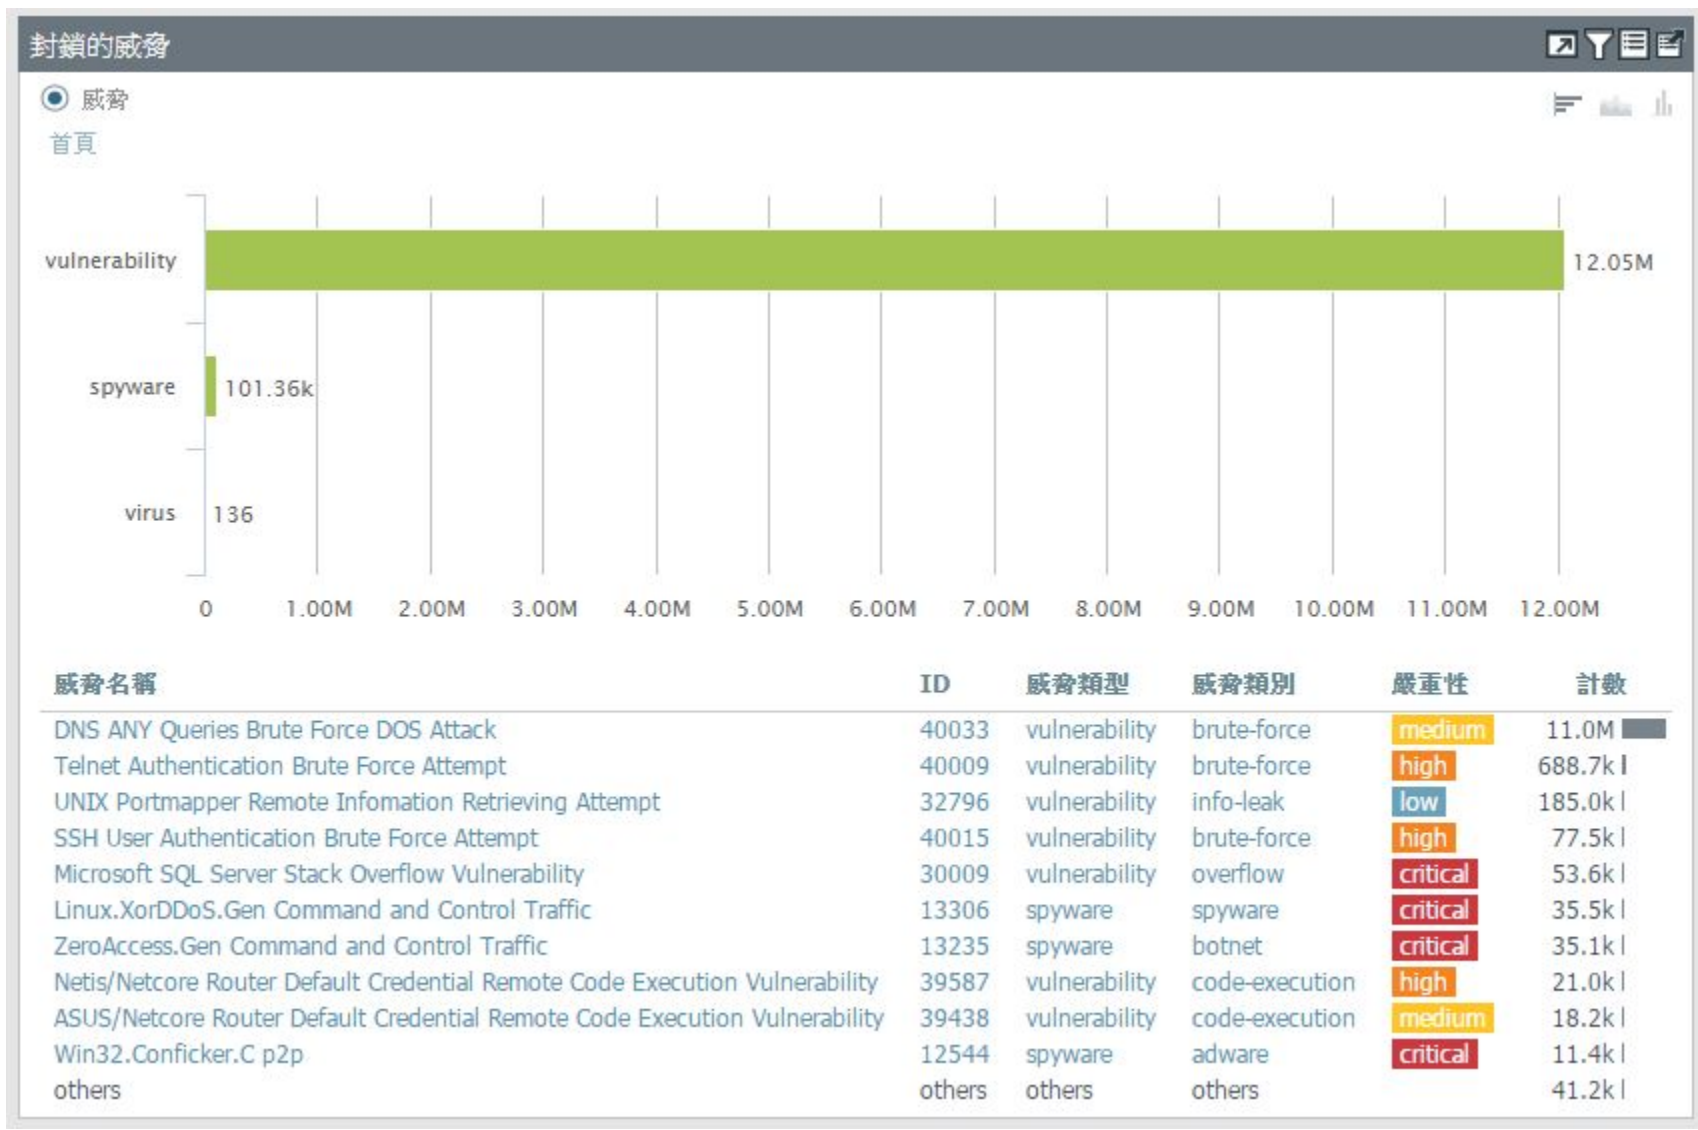 封鎖的威脅
威脅
首頁
vulnerability 12.05M
spyware 101.36k
virus 136
0 1.00M 2.00M 3.00M 4.00M 5.00M 6.00M 7.00M 8.00M 9.00M 10.00M 11.00M 12.00M
威脅名稱 ID 威脅類型 威脅類別 嚴重性 計數
DNS ANY Queries Brute Force DOS Attack 40033 vulnerability brute-force medium 11.0M
Telnet Authentication Brute Force Attempt 40009 vulnerability brute-force high 688.7k
UNIX Portmapper Remote Infomation Retrieving Attempt 32796 vulnerability info-leak low 185.0k
SSH User Authentication Brute Force Attempt 40015 vulnerability brute-force high 77.5k
Microsoft SQL Server Stack Overflow Vulnerability 30009 vulnerability overflow critical 53.6k
Linux.XorDDoS.Gen Command and Control Traffic 13306 spyware spyware critical 35.5k
ZeroAccess.Gen Command and Control Traffic 13235 spyware botnet critical 35.1k
Netis/Netcore Router Default Credential Remote Code Execution Vulnerability 39587 vulnerability code-execution high 21.0k
ASUS/Netcore Router Default Credential Remote Code Execution Vulnerability 39438 vulnerability code-execution medium 18.2k
Win32.Conficker.C p2p 12544 spyware adware critical 11.4k
others others others others 41.2k